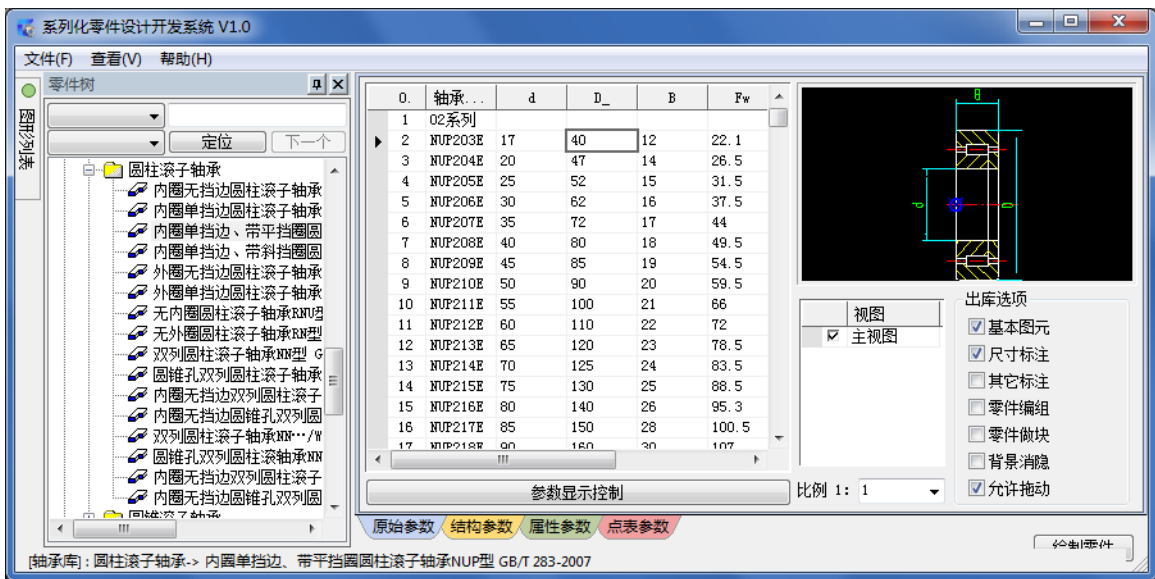 系列化零件设计开发系统 V1.0
文件(F) 查看(V) 帮助(H)
图形列表
零件树
定位 下一个
圆柱滚子轴承
内圈无挡边圆柱滚子轴承
内圈单挡边圆柱滚子轴承
内圈单挡边、带平挡圈圆
内圈单挡边、带斜挡圈圆
外圈无挡边圆柱滚子轴承
外圈单挡边圆柱滚子轴承
无内圈圆柱滚子轴承RNU型
无外圈圆柱滚子轴承RN型
双列圆柱滚子轴承NN型 G
圆锥孔双列圆柱滚子轴承
内圈无挡边双列圆柱滚子
内圈无挡边圆锥孔双列圆
双列圆柱滚子轴承NN…/W
圆锥孔双列圆柱滚轴承NN
内圈无挡边双列圆柱滚子
内圈无挡边圆锥孔双列圆
圆锥滚子轴承
0. 轴承... d D_ B Fw
1 02系列
2 NUP203E 17 40 12 22.1
3 NUP204E 20 47 14 26.5
4 NUP205E 25 52 15 31.5
5 NUP206E 30 62 16 37.5
6 NUP207E 35 72 17 44
7 NUP208E 40 80 18 49.5
8 NUP209E 45 85 19 54.5
9 NUP210E 50 90 20 59.5
10 NUP211E 55 100 21 66
11 NUP212E 60 110 22 72
12 NUP213E 65 120 23 78.5
13 NUP214E 70 125 24 83.5
14 NUP215E 75 130 25 88.5
15 NUP216E 80 140 26 95.3
16 NUP217E 85 150 28 100.5
17 NUP218E 90 160 30 107
参数显示控制
原始参数 结构参数 属性参数 点表参数
B
d
D
视图
主视图
比例 1: 1
出库选项
基本图元
尺寸标注
其它标注
零件编组
零件做块
背景消隐
允许拖动
绘制零件
[轴承库] : 圆柱滚子轴承-> 内圈单挡边、带平挡圈圆柱滚子轴承NUP型 GB/T 283-2007